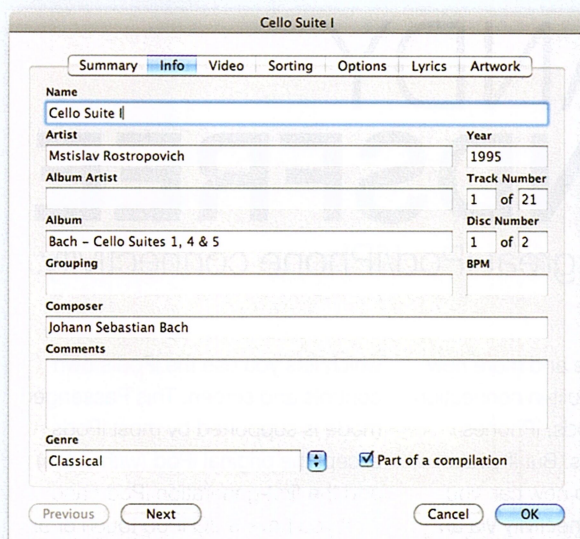 Cello Suite I
Summary Info Video Sorting Options Lyrics Artwork
Name
Cello Suite I
Artist
Year
Mstislav Rostropovich
1995
Album Artist
Track Number
1 of 21
Album
Disc Number
Bach – Cello Suites 1, 4 & 5
1 of 2
Grouping
BPM
Composer
Johann Sebastian Bach
Comments
Genre
Classical
Part of a compilation
Previous
Next
Cancel
OK